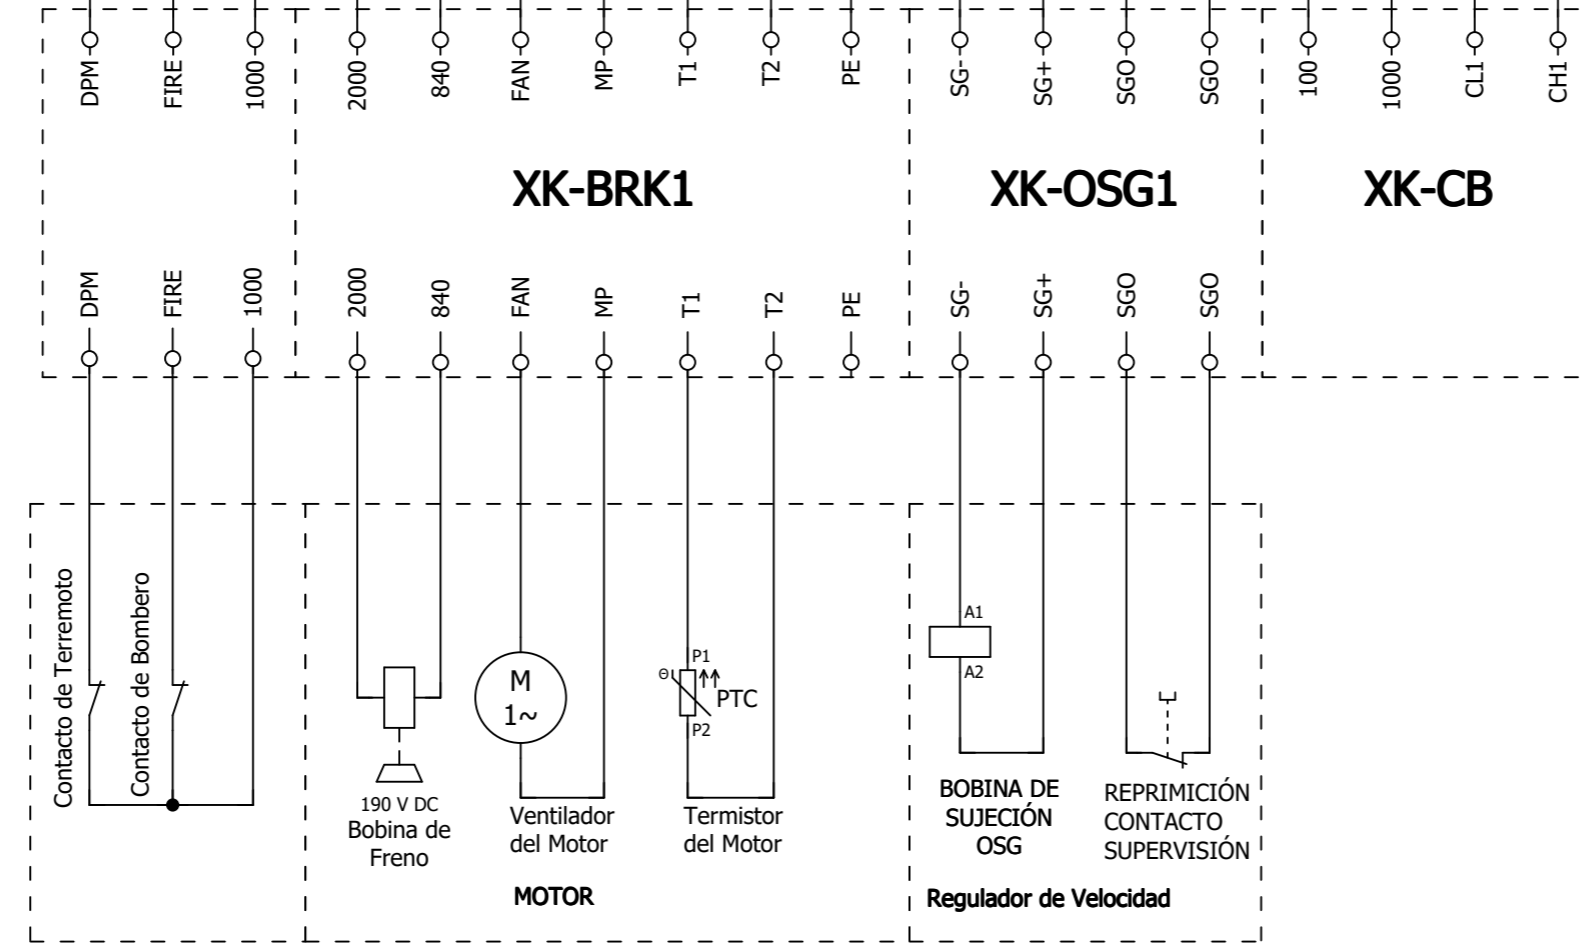 DPM
FIRE
1000
2000
840
FAN
MP
T1
T2
PE
SG-
SG+
SGO
SGO
100
1000
CL1
CH1
XK-BRK1
XK-OSG1
XK-CB
DPM
FIRE
1000
2000
840
FAN
MP
T1
T2
PE
SG-
SG+
SGO
SGO
Contacto de Terremoto
Contacto de Bombero
190 V DC
Bobina de
Freno
M
1~
Ventilador
del Motor
P1
Θ
PTC
P2
Termistor
del Motor
MOTOR
A1
A2
BOBINA DE
SUJECIÓN
OSG
REPRIMICIÓN
CONTACTO
SUPERVISIÓN
Regulador de Velocidad